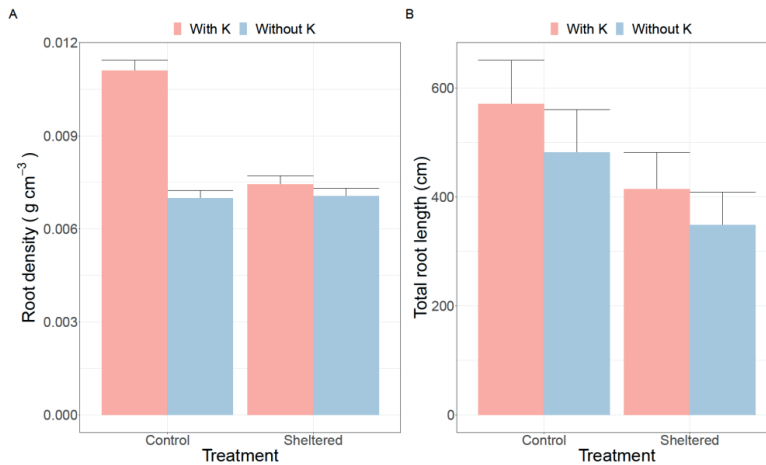 A
With K Without K
0.012
0.009
0.006
0.003
0.000
Root density ( g cm⁻³ )
Control Sheltered
Treatment
B
With K Without K
600
400
200
0
Total root length (cm)
Control Sheltered
Treatment